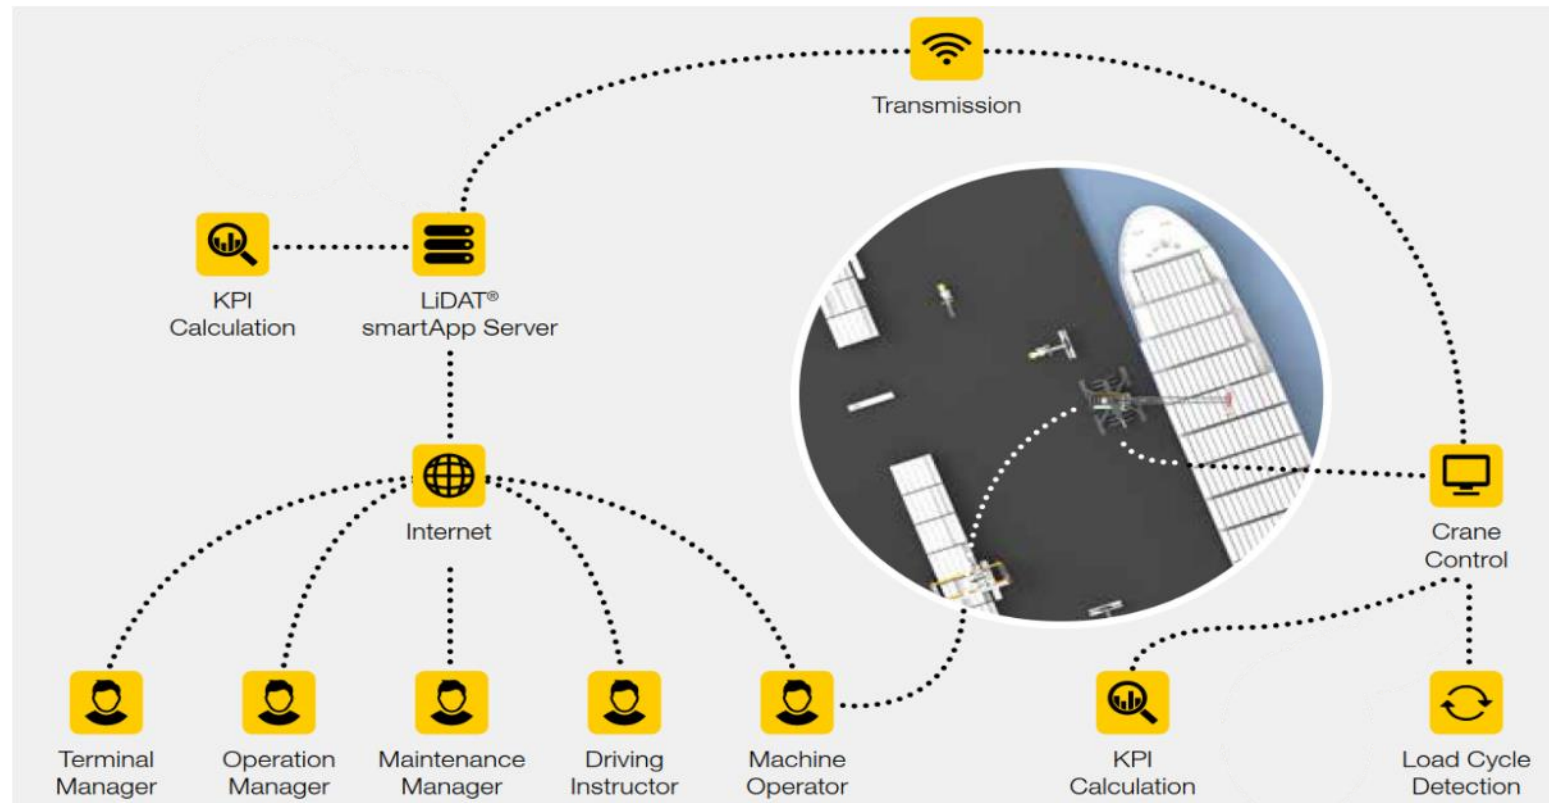 Transmission
KPI
Calculation
LiDAT®
smartApp Server
Internet
Crane
Control
Terminal
Manager
Operation
Manager
Maintenance
Manager
Driving
Instructor
Machine
Operator
KPI
Calculation
Load Cycle
Detection